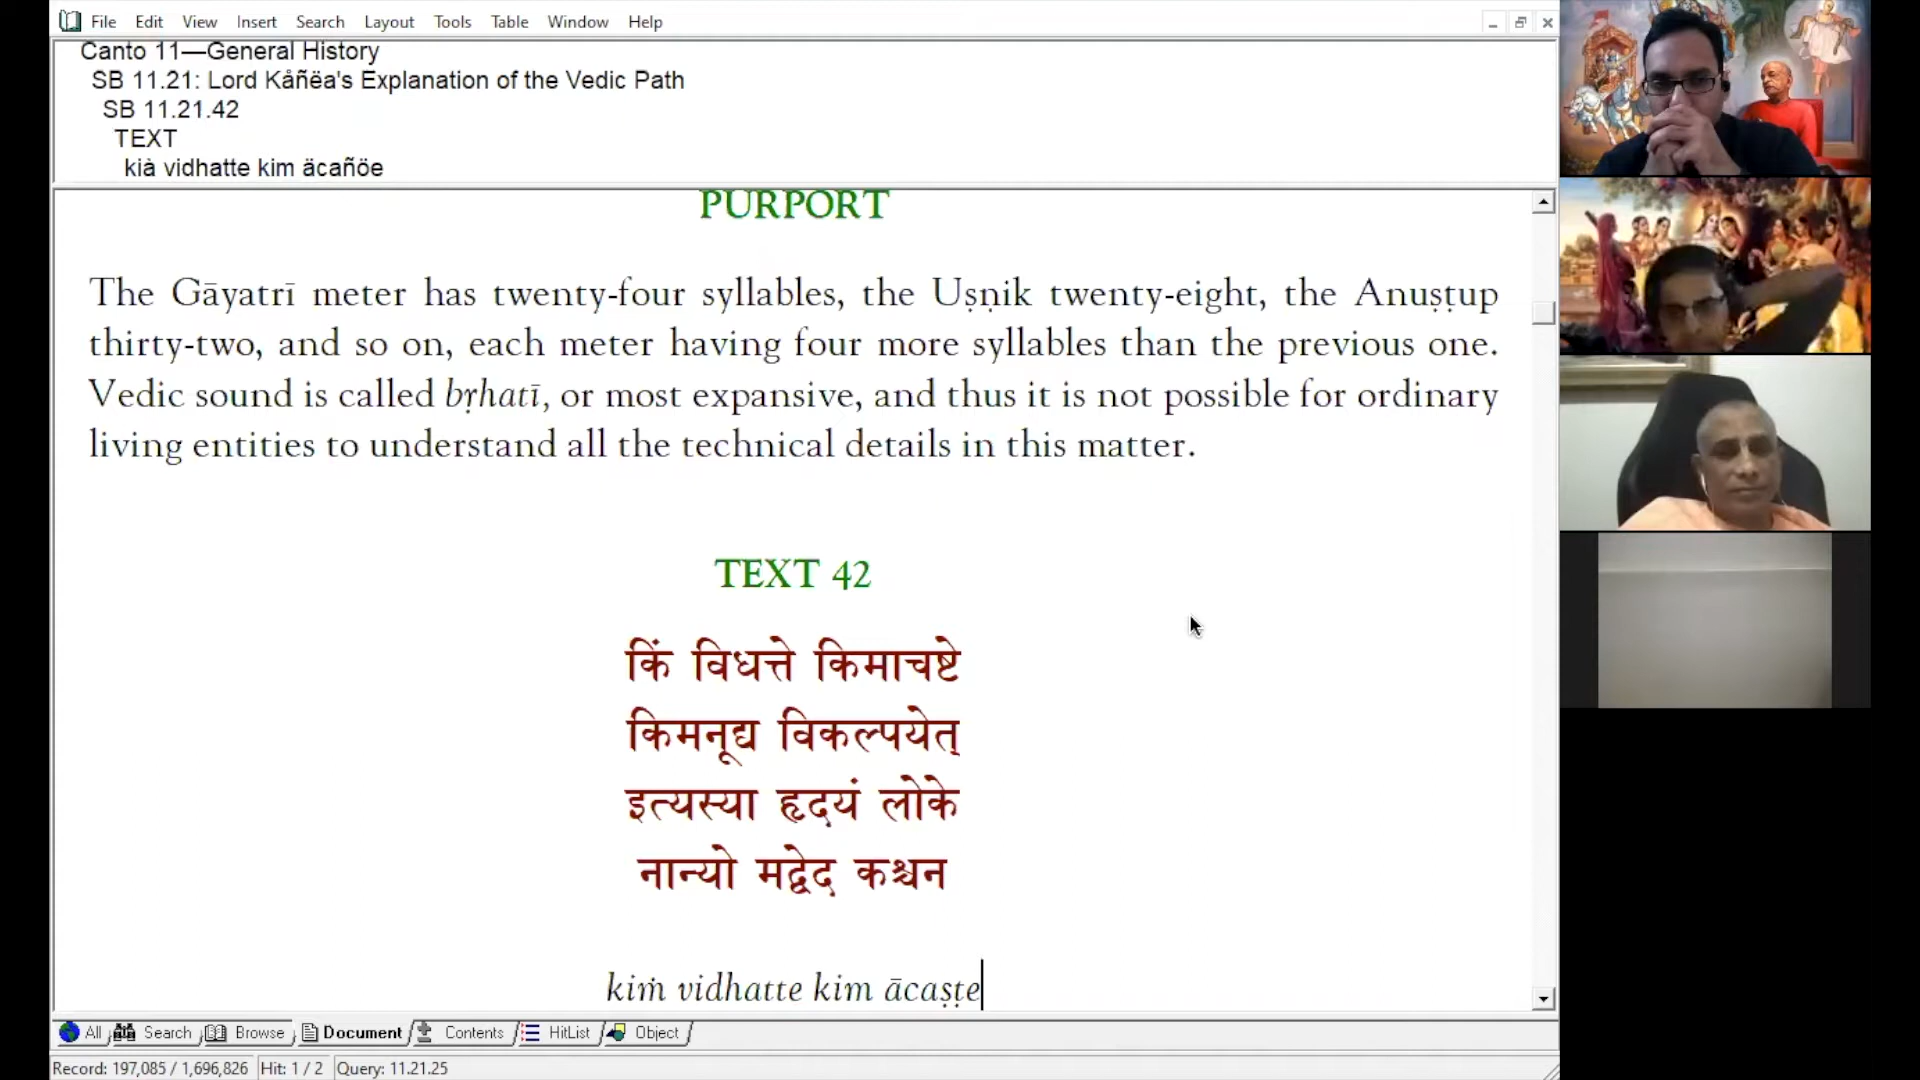 File Edit View Insert Search Layout Tools Table Window Help
Canto 11—General History
SB 11.21: Lord Kåñëa's Explanation of the Vedic Path
SB 11.21.42
TEXT
kià vidhatte kim äcañöe
PURPORT
The Gāyatrī meter has twenty-four syllables, the Uṣṇik twenty-eight, the Anuṣṭup
thirty-two, and so on, each meter having four more syllables than the previous one.
Vedic sound is called bṛhatī, or most expansive, and thus it is not possible for ordinary
living entities to understand all the technical details in this matter.
TEXT 42
किं विधत्ते किमाचष्टे
किमनूद्य विकल्पयेत्
इत्यस्या हृदयं लोके
नान्यो मद्वेद कश्चन
kiṁ vidhatte kim ācaṣṭe
All Search Browse Document Contents HitList Object
Record: 197,085 / 1,696,826 Hit: 1 / 2 Query: 11.21.25